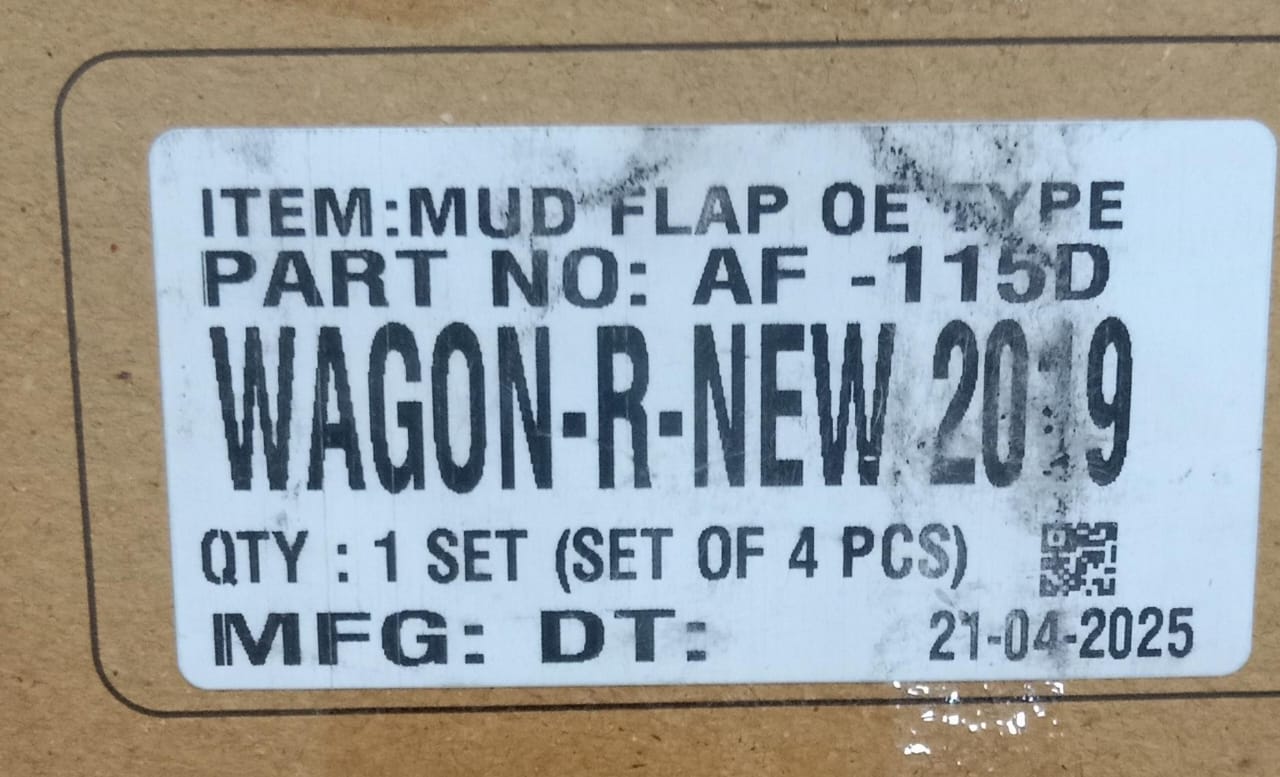 ITEM:MUD FLAP OE TYPE
PART NO: AF -115D
WAGON-R-NEW 2019
QTY : 1 SET (SET OF 4 PCS)
MFG: DT: 21-04-2025